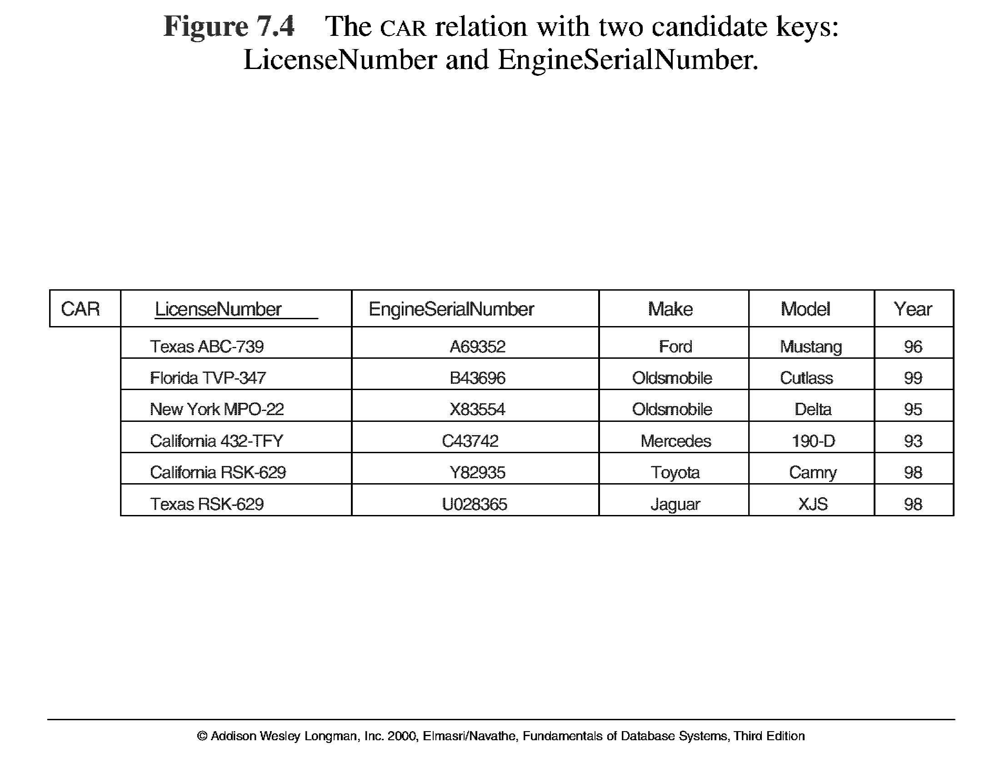 Figure 7.4 The CAR relation with two candidate keys:
LicenseNumber and EngineSerialNumber.
CAR LicenseNumber EngineSerialNumber Make Model Year
Texas ABC-739 A69352 Ford Mustang 96
Florida TVP-347 B43696 Oldsmobile Cutlass 99
New York MPO-22 X83554 Oldsmobile Delta 95
California 432-TFY C43742 Mercedes 190-D 93
California RSK-629 Y82935 Toyota Camry 98
Texas RSK-629 U028365 Jaguar XJS 98
© Addison Wesley Longman, Inc. 2000, Elmasri/Navathe, Fundamentals of Database Systems, Third Edition